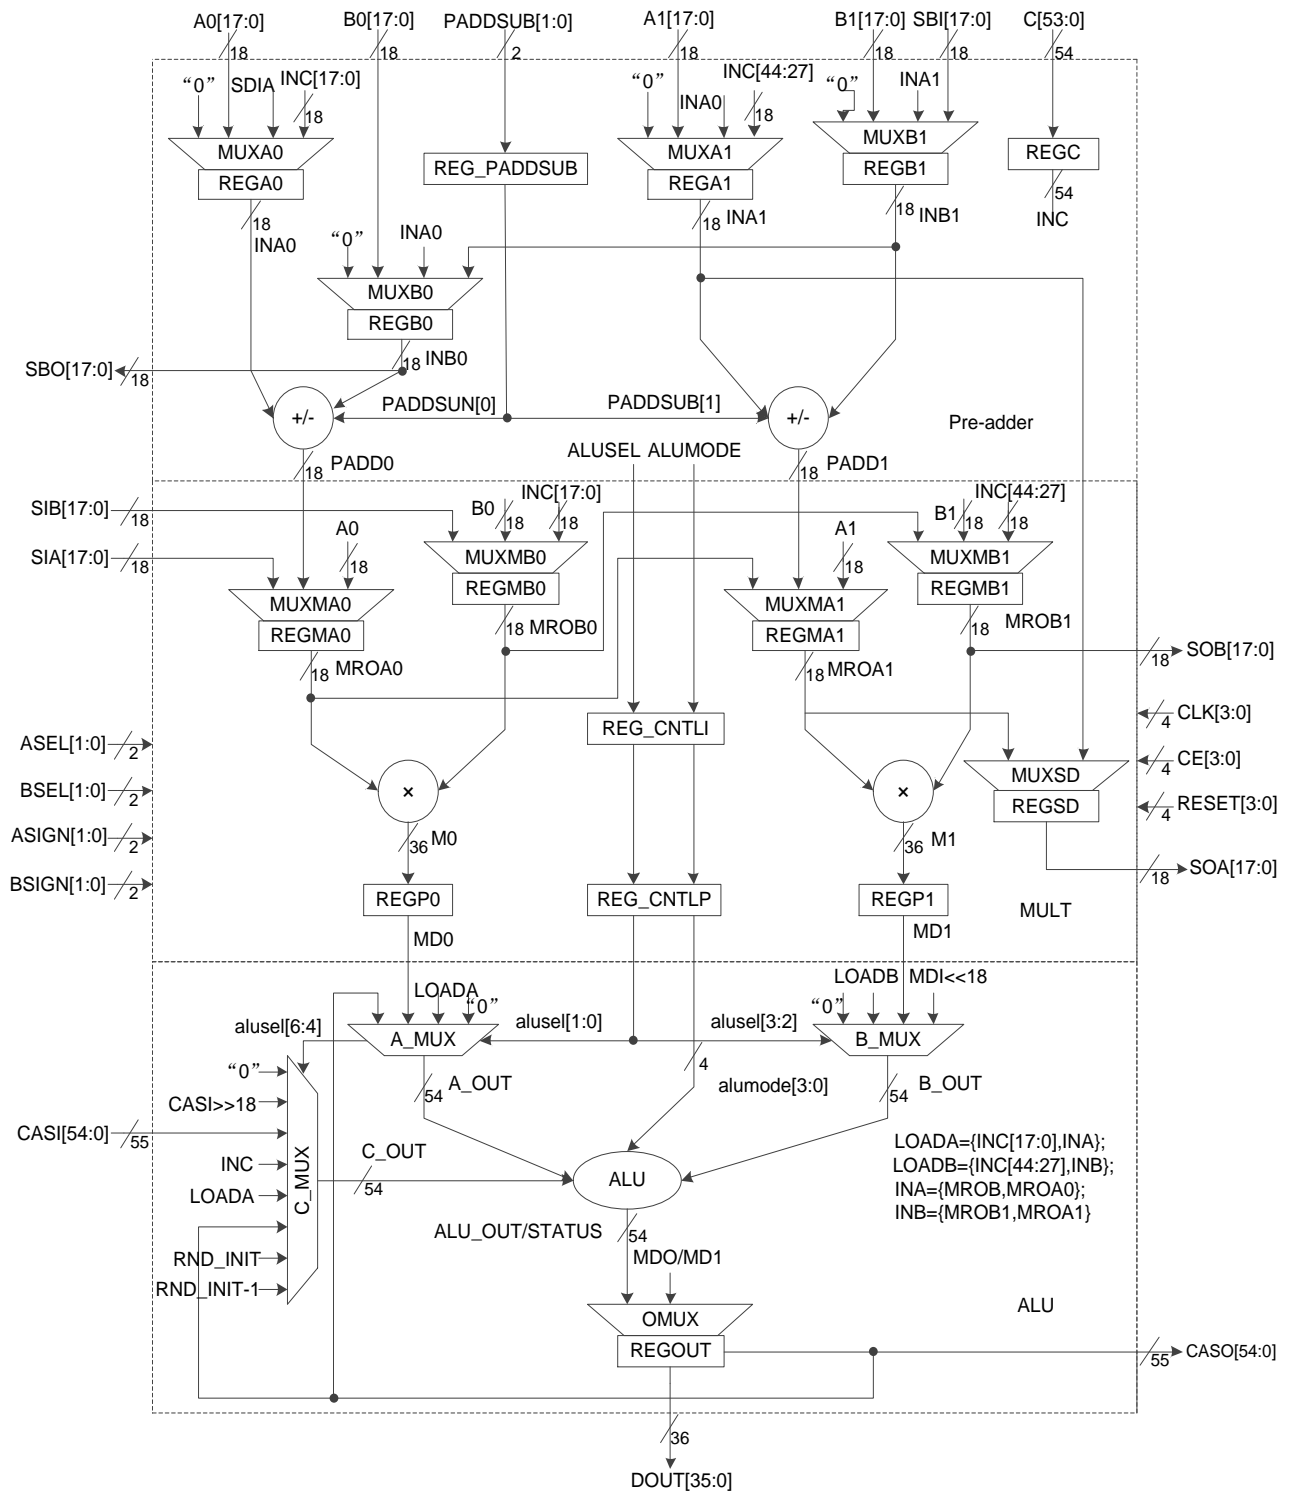 A0[17:0] B0[17:0] PADDSUB[1:0] A1[17:0] B1[17:0] SBI[17:0] C[53:0]
18 18 2 18 18 18 54
“0” SDIA INC[17:0] “0” INA0 INC[44:27] “0” INA1
18 18
MUXA0 MUXA1 MUXB1
REGA0 REG_PADDSUB REGA1 REGB1 REGC
18 18 18 54
INA0 INA1 INB1 INC
“0” INA0
MUXB0
REGB0
18 INB0
SBO[17:0] 18
+/- PADDSUN[0] PADDSUB[1] +/-
Pre-adder
ALUSEL ALUMODE
18 PADD0 18 PADD1
SIB[17:0] 18 B0 18 INC[17:0] 18 B1 18 INC[44:27] 18
SIA[17:0] 18 A0 18 MUXMB0 A1 18 MUXMB1
MUXMA0 REGMB0 MUXMA1 REGMB1
REGMA0 18 MROB0 REGMA1 18 MROB1
18 MROA0 18 MROA1 18 SOB[17:0]
REG_CNTLI 4 CLK[3:0]
ASEL[1:0] 2 4 CE[3:0]
BSEL[1:0] 2 × × MUXSD
REGSD 4 RESET[3:0]
ASIGN[1:0] 2 36 M0 36 M1
BSIGN[1:0] 2 REGP0 REG_CNTLP REGP1 18 SOA[17:0]
MULT
MD0 MD1
LOADA “0” “0” LOADB MDI<<18
alusel[6:4] A_MUX alusel[1:0] alusel[3:2] B_MUX
“0” 54 A_OUT 4 alumode[3:0] 54 B_OUT
CASI>>18
CASI[54:0] 55
INC
LOADA
RND_INIT
RND_INIT-1
C_MUX
C_OUT
54
ALU
LOADA={INC[17:0],INA};
LOADB={INC[44:27],INB};
INA={MROB,MROA0};
INB={MROB1,MROA1}
ALU_OUT/STATUS 54
MDO/MD1
OMUX
REGOUT
ALU
55 CASO[54:0]
36
DOUT[35:0]